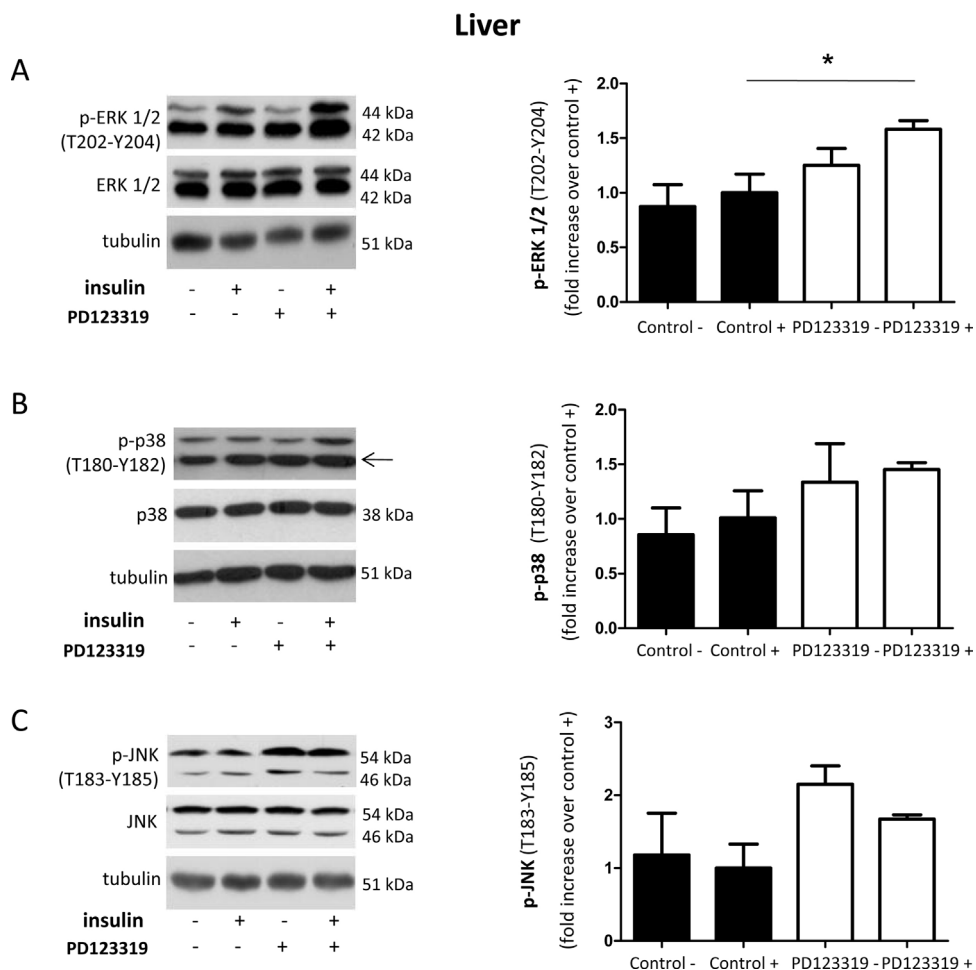 Liver
A
p-ERK 1/2
(T202-Y204)
44 kDa
42 kDa
ERK 1/2
44 kDa
42 kDa
tubulin
51 kDa
insulin - + - +
PD123319 - - + +
p-ERK 1/2 (T202-Y204)
(fold increase over control +)
2.0
1.5
1.0
0.5
0.0
*
Control - Control + PD123319 - PD123319 +
B
p-p38
(T180-Y182)
p38
38 kDa
tubulin
51 kDa
insulin - + - +
PD123319 - - + +
p-p38 (T180-Y182)
(fold increase over control +)
2.0
1.5
1.0
0.5
0.0
Control - Control + PD123319 - PD123319 +
C
p-JNK
(T183-Y185)
54 kDa
46 kDa
JNK
54 kDa
46 kDa
tubulin
51 kDa
insulin - + - +
PD123319 - - + +
p-JNK (T183-Y185)
(fold increase over control +)
3
2
1
0
Control - Control + PD123319 - PD123319 +